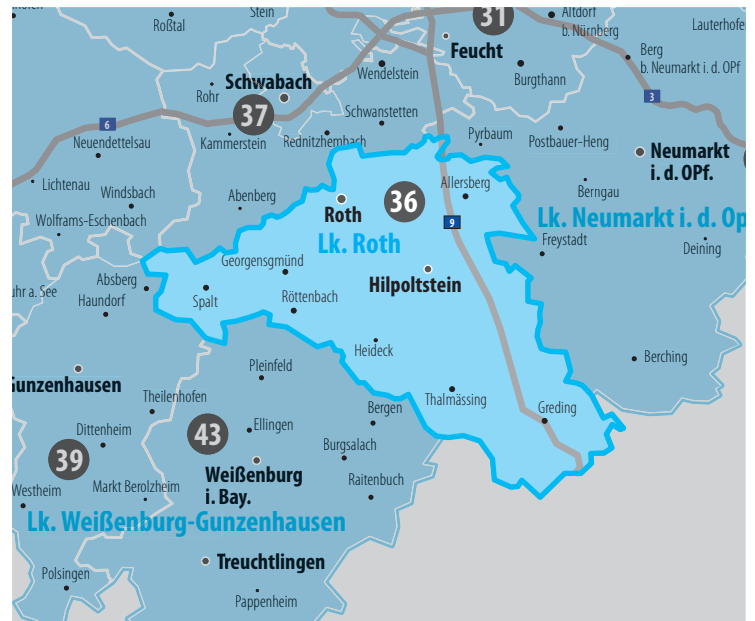 Roßtal
Stein
31
Altdorf
b. Nürnberg
Lauterhofe
Feucht
Berg
b. Neumarkt i. d. OPf
Wendelstein
Burgthann
Rohr
Schwabach
3
37
6
Schwanstetten
Kammerstein
Rednitzhembach
Pyrbaum
Postbauer-Heng
Neuendettelsau
Neumarkt
i. d. OPf.
Lichtenau
Windsbach
Abenberg
Roth
36
Allersberg
Berngau
Wolframs-Eschenbach
9
Lk. Neumarkt i. d. Op
Lk. Roth
Freystadt
Deining
Georgensgmünd
Absberg
uhr a. See
Haundorf
Spalt
Röttenbach
Hilpoltstein
Heideck
Berching
Gunzenhausen
Pleinfeld
Theilenhofen
Thalmässing
Bergen
Greding
Dittenheim
43
Ellingen
Burgsalach
39
Weißenburg
i. Bay.
Raitenbuch
Westheim
Markt Berolzheim
Lk. Weißenburg-Gunzenhausen
Treuchtlingen
Polsingen
Pappenheim